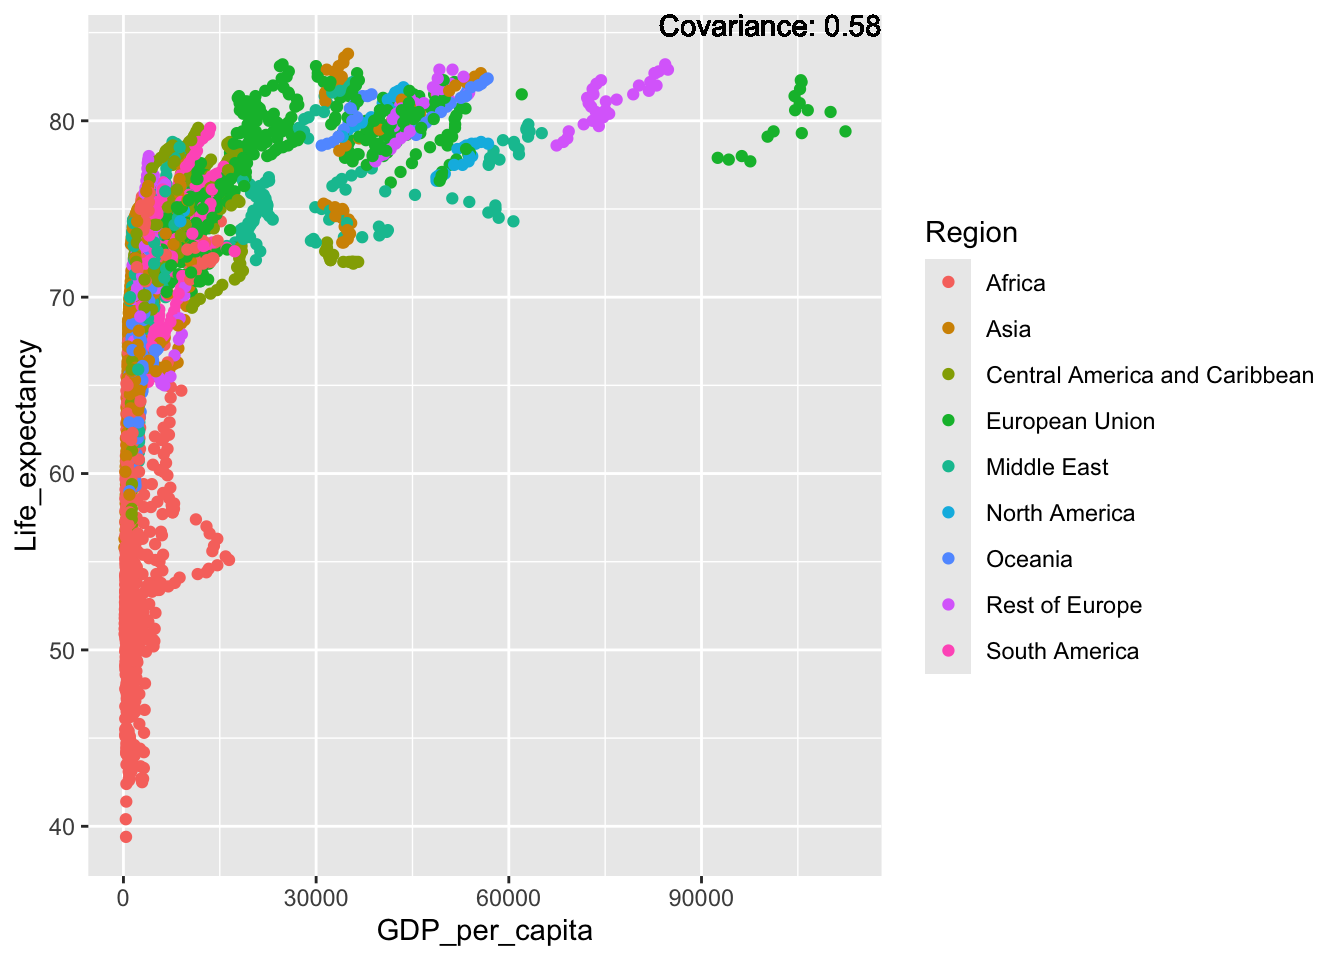 Covariance: 0.58
Life_expectancy
80
70
60
50
40
0 30000 60000 90000
GDP_per_capita
Region
Africa
Asia
Central America and Caribbean
European Union
Middle East
North America
Oceania
Rest of Europe
South America